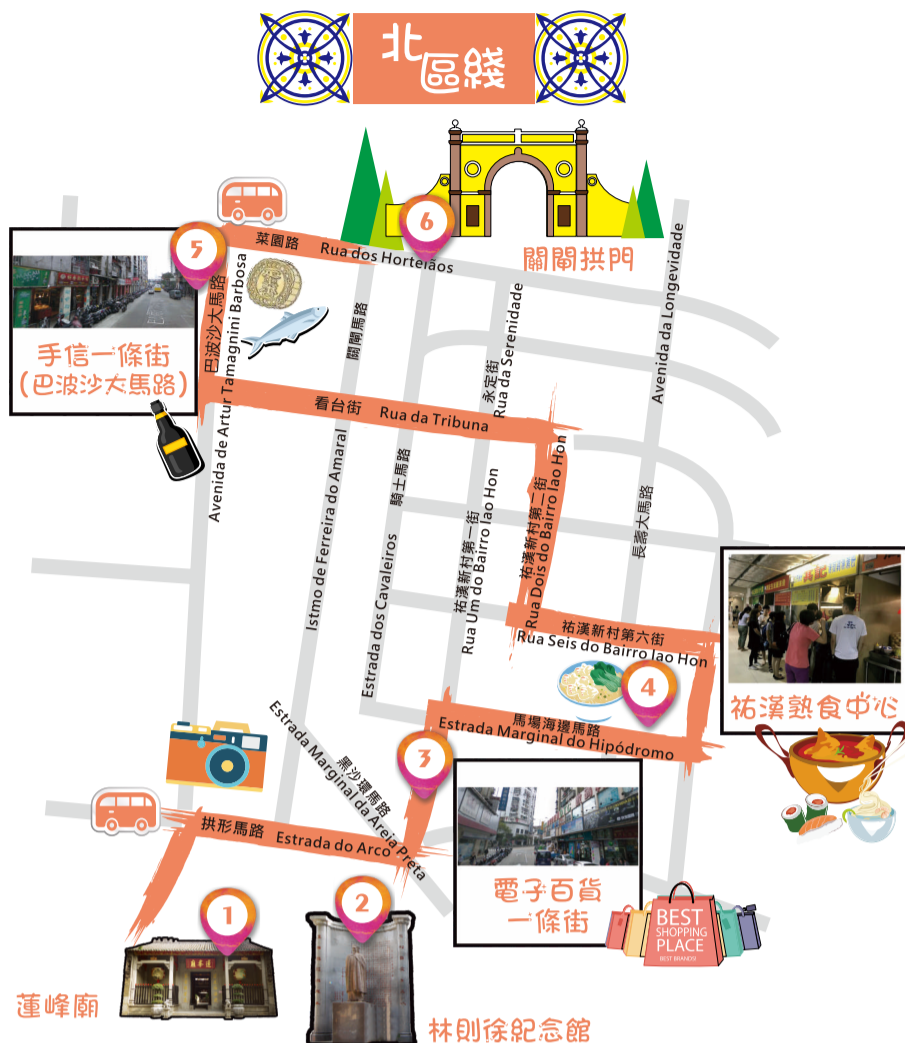 北
區綫
6
關閘拱門
5
菜園路 Rua dos Hortelãos
巴波沙大馬路
Avenida de Artur Tamagnini Barbosa
關閘馬路
Istmo de Ferreira do Amaral
永定街
Rua da Serenidade
Avenida da Longevidade
長壽大馬路
手信一條街
(巴波沙大馬路)
看台街 Rua da Tribuna
騎士馬路
Estrada dos Cavaleiros
祐漢新村第一街
Rua Um do Bairro Iao Hon
祐漢新村第二街
Rua Dois do Bairro Iao Hon
祐漢新村第六街
Rua Seis do Bairro Iao Hon
4
祐漢熟食中心
馬場海邊馬路
Estrada Marginal do Hipódromo
3
黑沙環馬路
Estrada Marginal da Areia Preta
拱形馬路 Estrada do Arco
電子百貨
一條街
BEST
SHOPPING
PLACE
BEST BRANDS!
1
2
蓮峰廟
林則徐紀念館